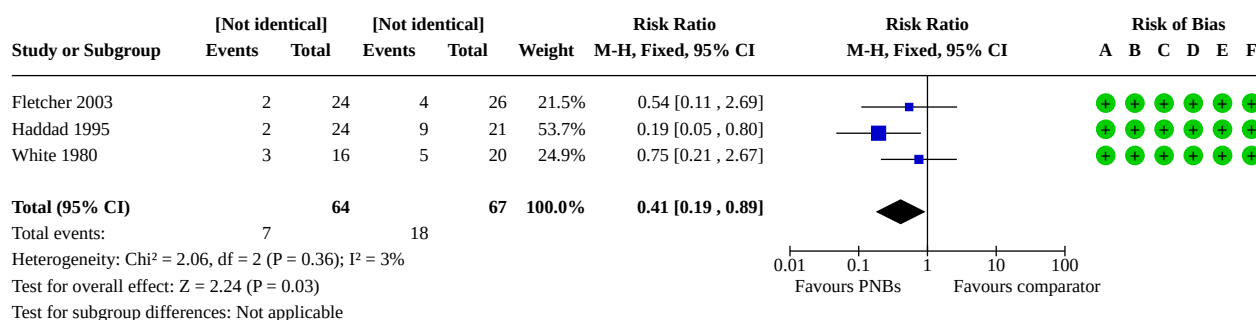 [Not identical] [Not identical] Risk Ratio Risk Ratio Risk of Bias
Study or Subgroup Events Total Events Total Weight M-H, Fixed, 95% CI M-H, Fixed, 95% CI A B C D E F
Fletcher 2003 2 24 4 26 21.5% 0.54 [0.11 , 2.69] + + + + + +
Haddad 1995 2 24 9 21 53.7% 0.19 [0.05 , 0.80] + + + + + +
White 1980 3 16 5 20 24.9% 0.75 [0.21 , 2.67] + + + + + +
Total (95% CI) 64 67 100.0% 0.41 [0.19 , 0.89]
Total events: 7 18
Heterogeneity: Chi² = 2.06, df = 2 (P = 0.36); I² = 3%
0.01 0.1 1 10 100
Test for overall effect: Z = 2.24 (P = 0.03)
Favours PNBs Favours comparator
Test for subgroup differences: Not applicable